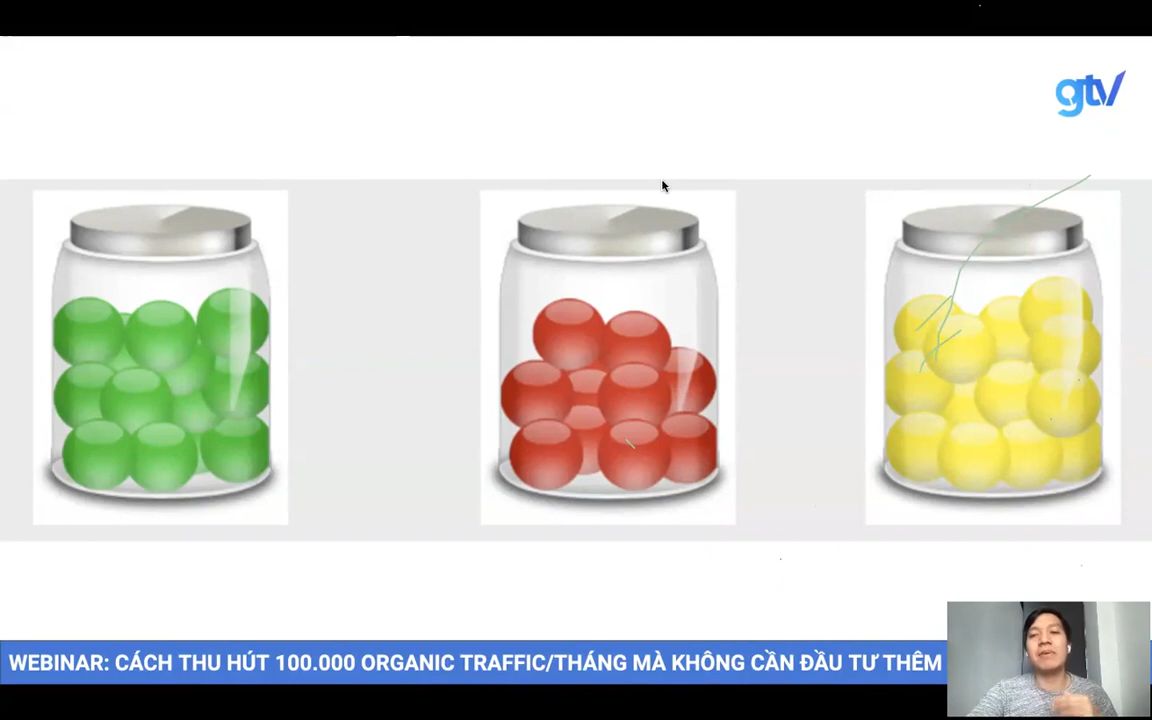 gtv
WEBINAR: CÁCH THU HÚT 100.000 ORGANIC TRAFFIC/THÁNG MÀ KHÔNG CẦN ĐẦU TƯ THÊM